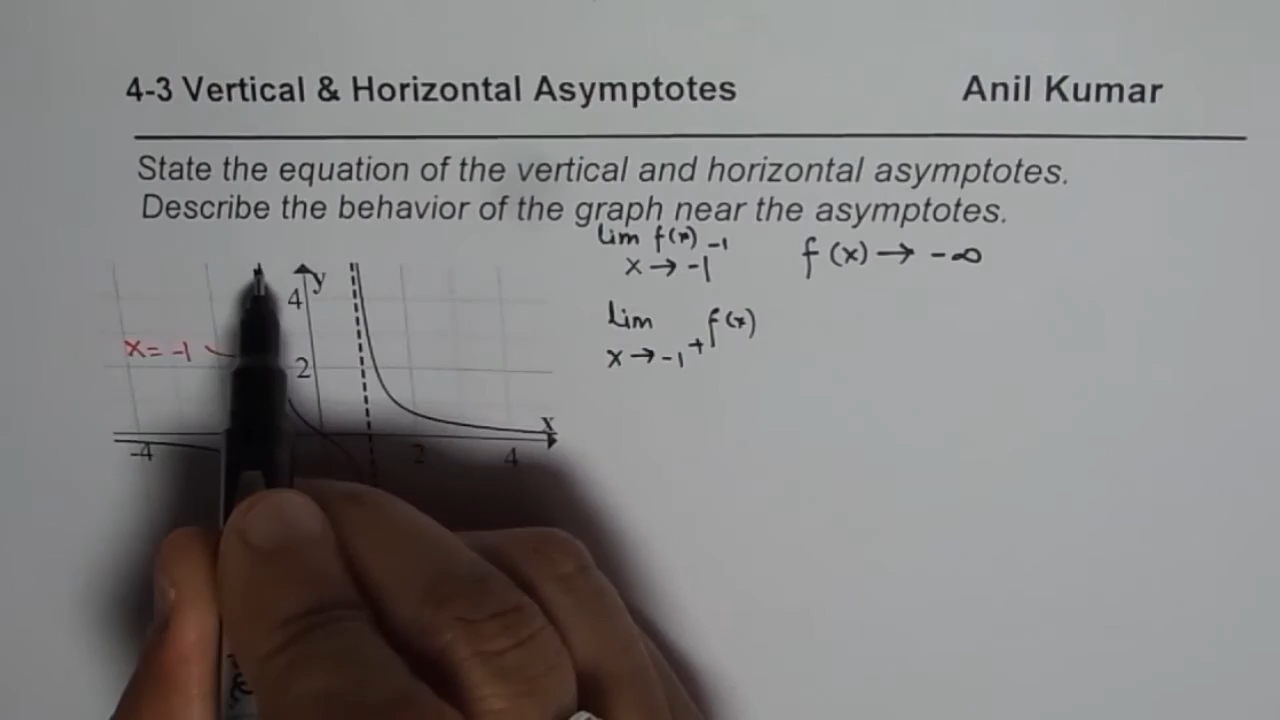 4-3 Vertical & Horizontal Asymptotes Anil Kumar
State the equation of the vertical and horizontal asymptotes.
Describe the behavior of the graph near the asymptotes.
lim f(x) -1 f(x) → -∞
x → -1
y
4
lim f(x)
x → -1 +
x = -1
2
x
-4 2 4